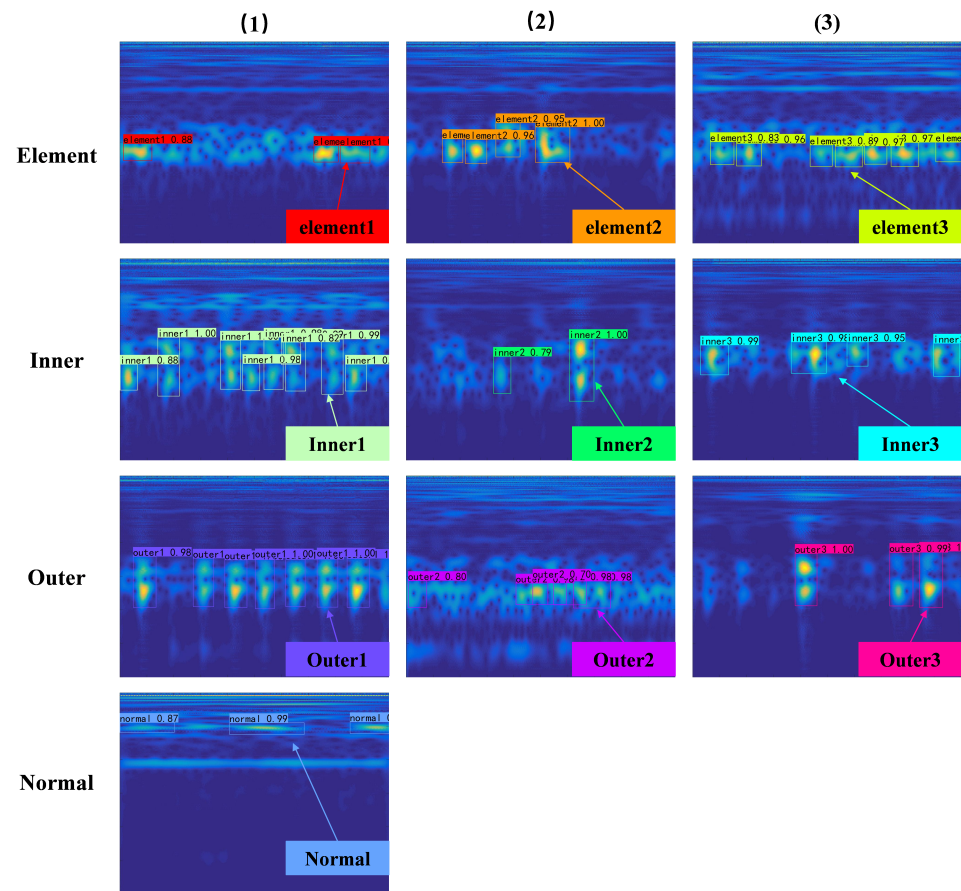 (1) (2) (3)
Element
element1 0.88
element1
element2 0.95
element2 1.00
element2 0.96
element2
element3 0.83 0.96
element3 0.89 0.97 0.97
element3
Inner
inner1 1.00
inner1 0.82 0.99
inner1 0.88
inner1 0.98
inner1
Inner1
inner2 1.00
inner2 0.79
Inner2
inner3 0.99
inner3 0.98
inner3 0.95
inner3
Inner3
Outer
outer1 0.98
outer1 1.00
outer1 1.00
Outer1
outer2 0.80
outer2 0.70
0.98
Outer2
outer3 1.00
outer3 0.99
Outer3
Normal
normal 0.87
normal 0.99
normal
Normal